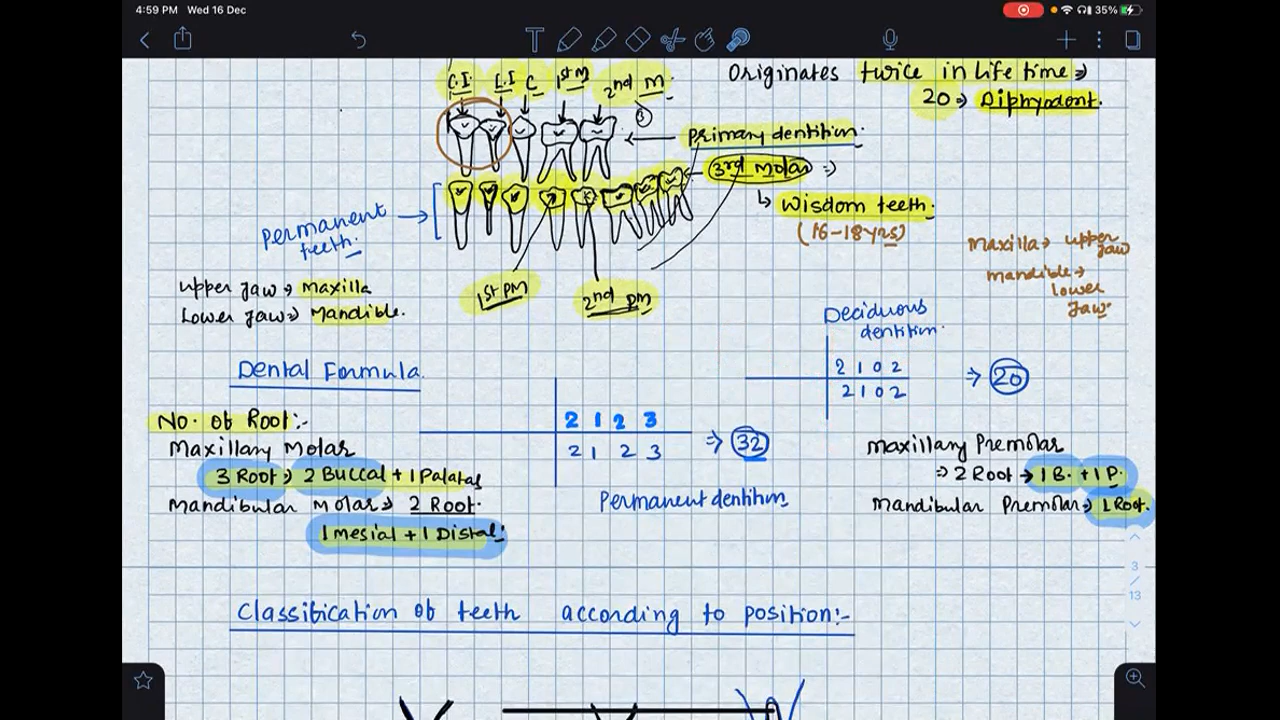 4:59 PM Wed 16 Dec
35%
T
C.I L.I C 1st M 2nd M.
3
Originates twice in life time⇒
20 ⇒ Diphyodont.
Primary dentition.
3rd Molar ⇒
↳ Wisdom teeth.
(16-18yrs)
Permanent → teeth.
1st PM
2nd PM
Maxilla → upper Jaw
Mandible → lower Jaw.
Upper Jaw → Maxilla
Lower Jaw ⇒ Mandible.
Dental Formula.
Deciduous dentition.
2 1 0 2
2 1 0 2
⇒ 20
2 1 2 3
2 1 2 3
⇒ 32
Permanent dentition
No. of Root:-
Maxillary Molar
3 Root ⇒ 2 Buccal + 1 Palatal
Mandibular Molar ⇒ 2 Root.
1 mesial + 1 Distal.
Maxillary Premolar
⇒ 2 Root → 1 B. + 1 P.
Mandibular Premolar ⇒ 1 Root.
3
/
13
Classification of teeth according to position:-